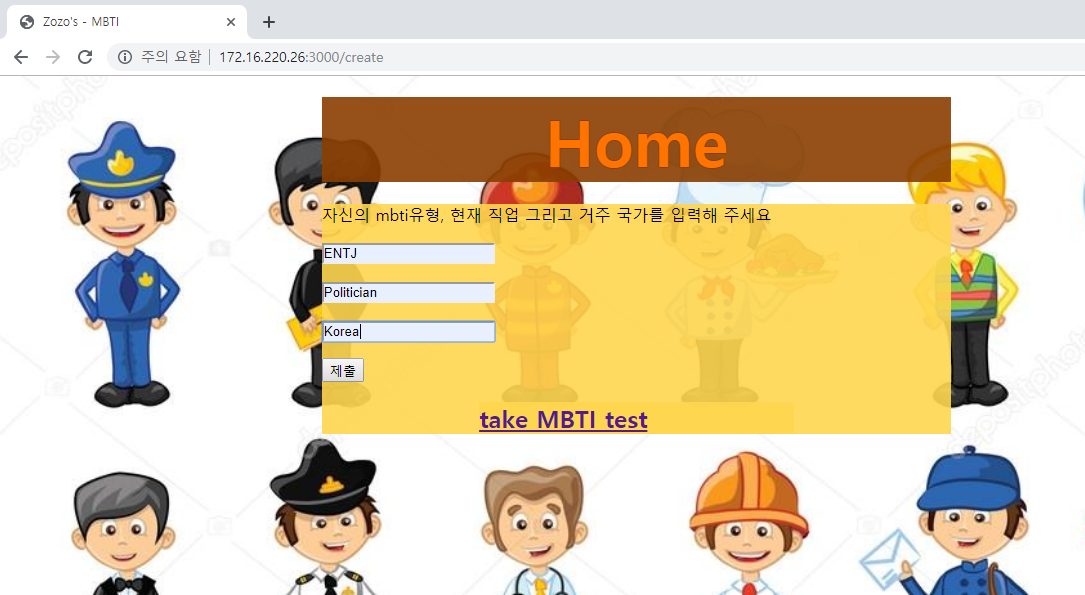 Zozo's - MBTI
주의 요함 | 172.16.220.26:3000/create
Home
자신의 mbti유형, 현재 직업 그리고 거주 국가를 입력해 주세요
ENTJ
Politician
Korea
제출
take MBTI test
depositphotos